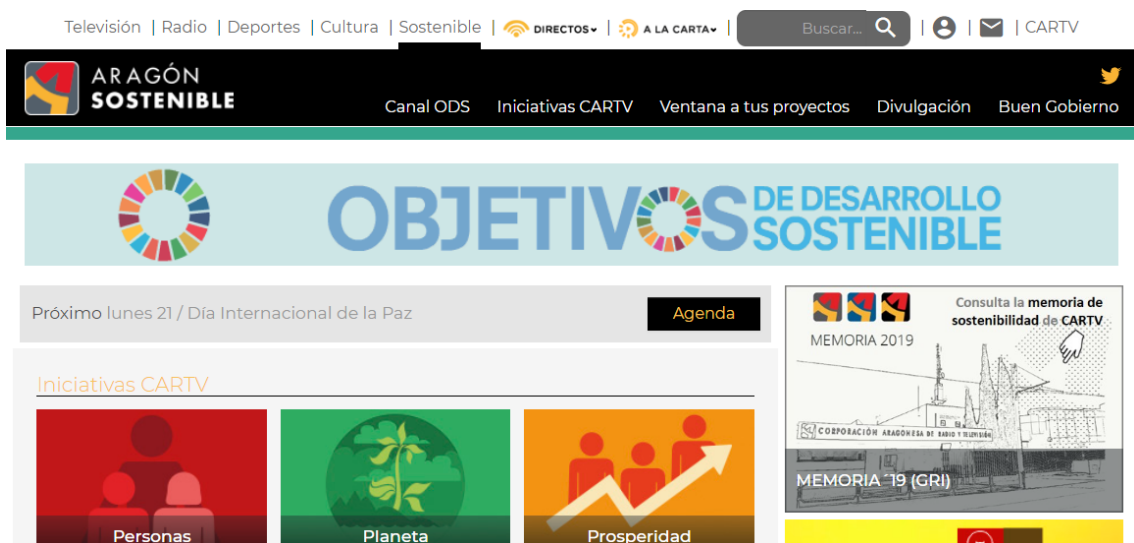 Televisión | Radio | Deportes | Cultura | Sostenible | DIRECTOS | A LA CARTA | Buscar... | | | CARTV
ARAGÓN
SOSTENIBLE
Canal ODS Iniciativas CARTV Ventana a tus proyectos Divulgación Buen Gobierno
OBJETIVOS
DE DESARROLLO
SOSTENIBLE
Próximo lunes 21 / Día Internacional de la Paz
Agenda
Iniciativas CARTV
Personas
Planeta
Prosperidad
Consulta la memoria de
sostenibilidad de CARTV
MEMORIA 2019
CORPORACIÓN ARAGONESA DE RADIO Y TELEVISIÓN
MEMORIA ´19 (GRI)